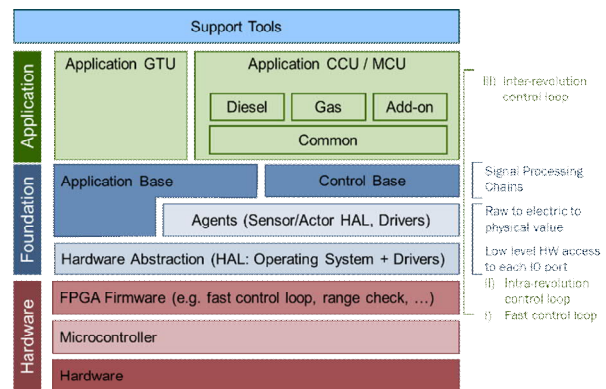 Support Tools
Application
Application GTU
Application CCU / MCU
Diesel
Gas
Add-on
Common
III) Inter-revolution
control loop
Foundation
Application Base
Control Base
Signal Processing
Chains
Agents (Sensor/Actor HAL, Drivers)
Raw to electric to
physical value
Hardware Abstraction (HAL: Operating System + Drivers)
Low level HW access
to each IO port
Hardware
FPGA Firmware (e.g. fast control loop, range check, …)
II) Intra-revolution
control loop
I) Fast control loop
Microcontroller
Hardware